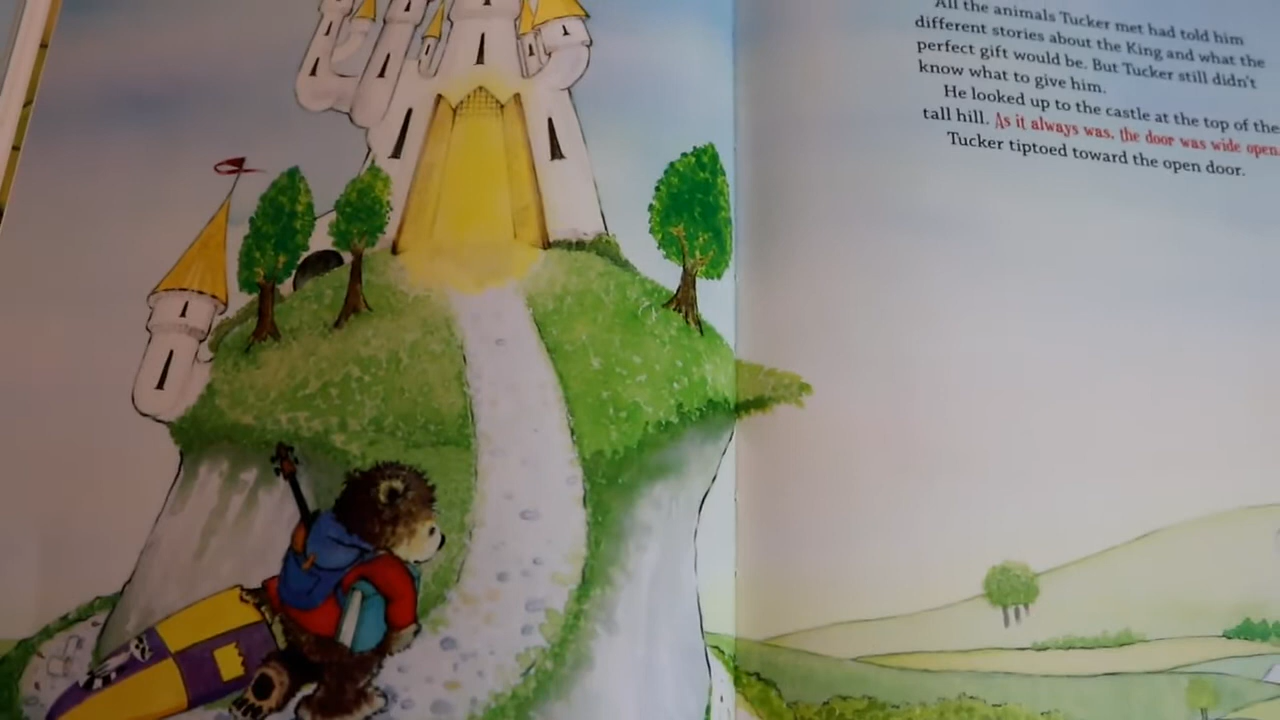 All the animals Tucker met had told him
different stories about the King and what the
perfect gift would be. But Tucker still didn't
know what to give him.
He looked up to the castle at the top of the
tall hill. As it always was, the door was wide open.
Tucker tiptoed toward the open door.